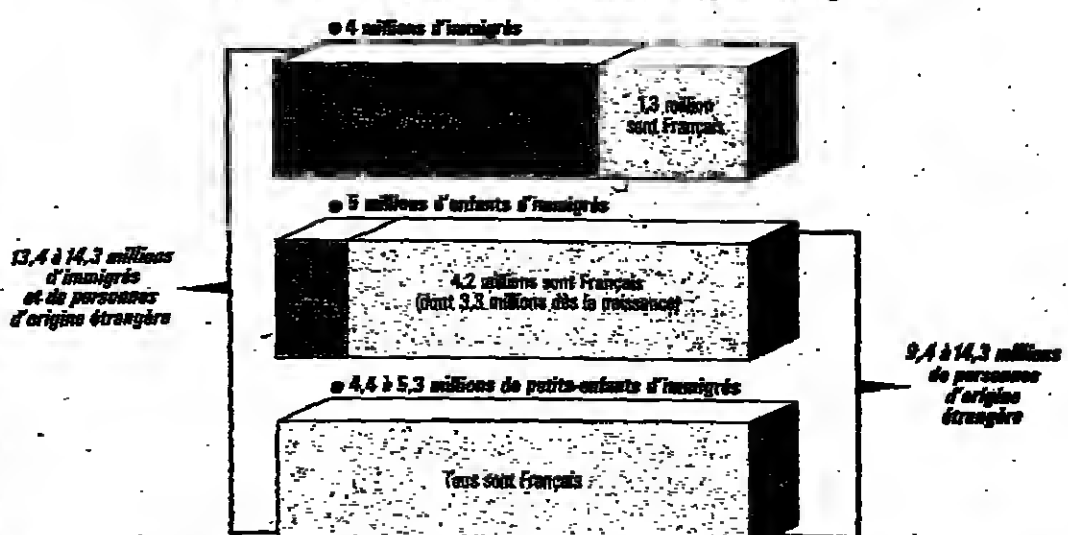 ● 4 millions d'immigrés
1,3 million
sont Français
● 5 millions d'enfants d'immigrés
13,4 à 14,3 millions
d'immigrés
et de personnes
d'origine étrangère
4,2 millions sont Français
(dont 3,3 millions dès la naissance)
9,4 à 14,3 millions
de personnes
d'origine
étrangère
● 4,4 à 5,3 millions de petits-enfants d'immigrés
Tous sont Français